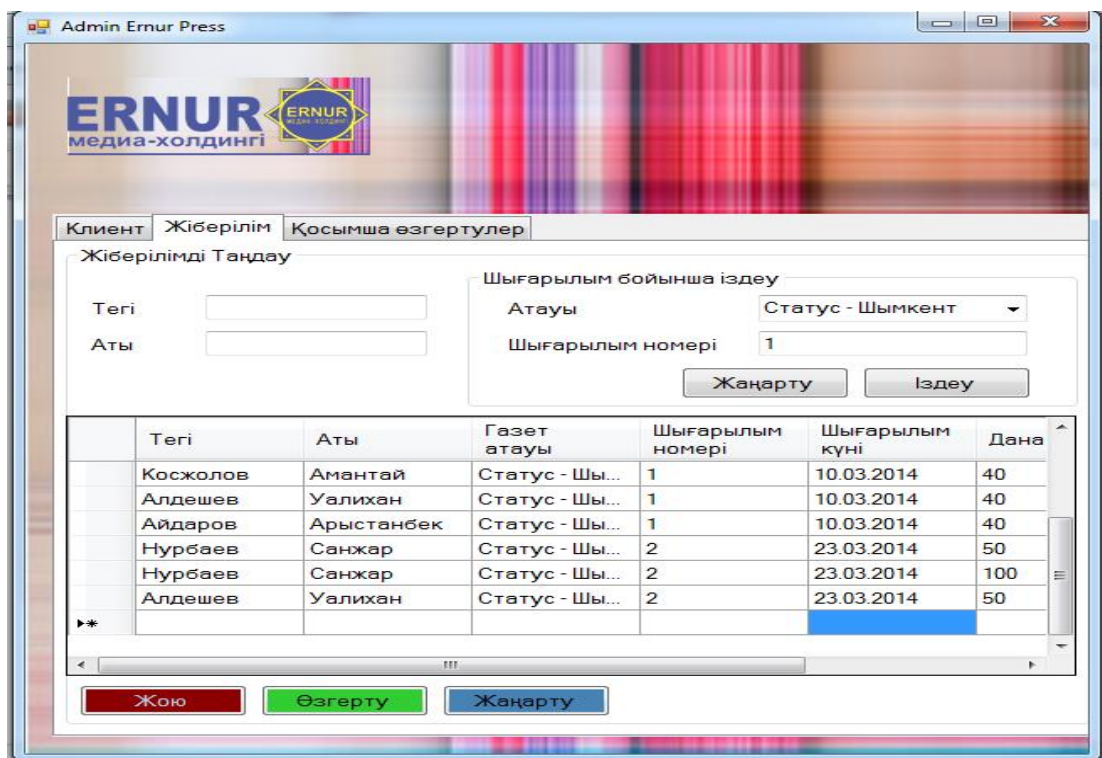 Admin Ernur Press
ERNUR
медиа-холдингі
ERNUR
Клиент Жіберілім Қосымша өзгертулер
Жіберілімді Таңдау
Шығарылым бойынша іздеу
Тегі
Атауы Статус - Шымкент
Аты
Шығарылым номері 1
Жаңарту Іздеу
Тегі Аты Газет атауы Шығарылым номері Шығарылым күні Дана
Косжолов Амантай Статус - Шы... 1 10.03.2014 40
Алдешев Уалихан Статус - Шы... 1 10.03.2014 40
Айдаров Арыстанбек Статус - Шы... 1 10.03.2014 40
Нурбаев Санжар Статус - Шы... 2 23.03.2014 50
Нурбаев Санжар Статус - Шы... 2 23.03.2014 100
Алдешев Уалихан Статус - Шы... 2 23.03.2014 50
Жою Өзгерту Жаңарту